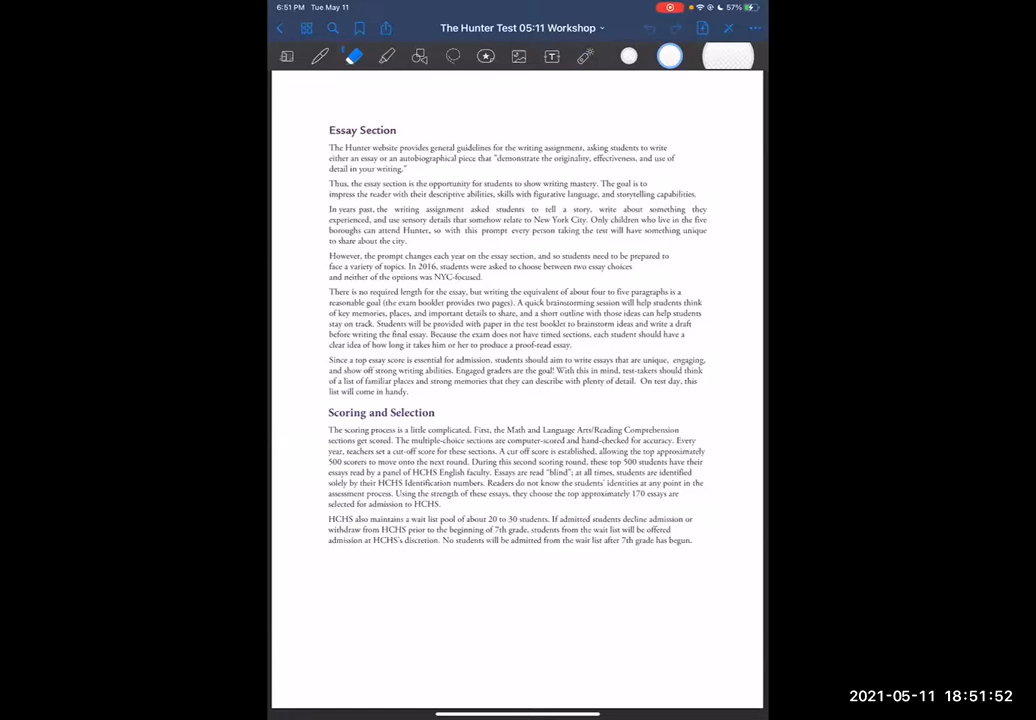 6:51 PM Tue May 11
57%
The Hunter Test 05:11 Workshop
Essay Section
The Hunter website provides general guidelines for the writing assignment, asking students to write
either an essay or an autobiographical piece that "demonstrate the originality, effectiveness, and use of
detail in your writing."
Thus, the essay section is the opportunity for students to show writing mastery. The goal is to
impress the reader with their descriptive abilities, skills with figurative language, and storytelling capabilities.
In years past, the writing assignment asked students to tell a story, write about something they
experienced, and use sensory details that somehow relate to New York City. Only children who live in the five
boroughs can attend Hunter, so with this prompt every person taking the test will have something unique
to share about the city.
However, the prompt changes each year on the essay section, and so students need to be prepared to
face a variety of topics. In 2016, students were asked to choose between two essay choices
and neither of the options was NYC-focused.
There is no required length for the essay, but writing the equivalent of about four to five paragraphs is a
reasonable goal (the exam booklet provides two pages). A quick brainstorming session will help students think
of key memories, places, and important details to share, and a short outline with those ideas can help students
stay on track. Students will be provided with paper in the test booklet to brainstorm ideas and write a draft
before writing the final essay. Because the exam does not have timed sections, each student should have a
clear idea of how long it takes him or her to produce a proof-read essay.
Since a top essay score is essential for admission, students should aim to write essays that are unique, engaging,
and show off strong writing abilities. Engaged graders are the goal! With this in mind, test-takers should think
of a list of familiar places and strong memories that they can describe with plenty of detail. On test day, this
list will come in handy.
Scoring and Selection
The scoring process is a little complicated. First, the Math and Language Arts/Reading Comprehension
sections get scored. The multiple-choice sections are computer-scored and hand-checked for accuracy. Every
year, teachers set a cut-off score for these sections. A cut off score is established, allowing the top approximately
500 scorers to move onto the next round. During this second scoring round, these top 500 students have their
essays read by a panel of HCHS English faculty. Essays are read "blind"; at all times, students are identified
solely by their HCHS Identification numbers. Readers do not know the students' identities at any point in the
assessment process. Using the strength of these essays, they choose the top approximately 170 essays are
selected for admission to HCHS.
HCHS also maintains a wait list pool of about 20 to 30 students. If admitted students decline admission or
withdraw from HCHS prior to the beginning of 7th grade, students from the wait list will be offered
admission at HCHS's discretion. No students will be admitted from the wait list after 7th grade has begun.
2021-05-11 18:51:52